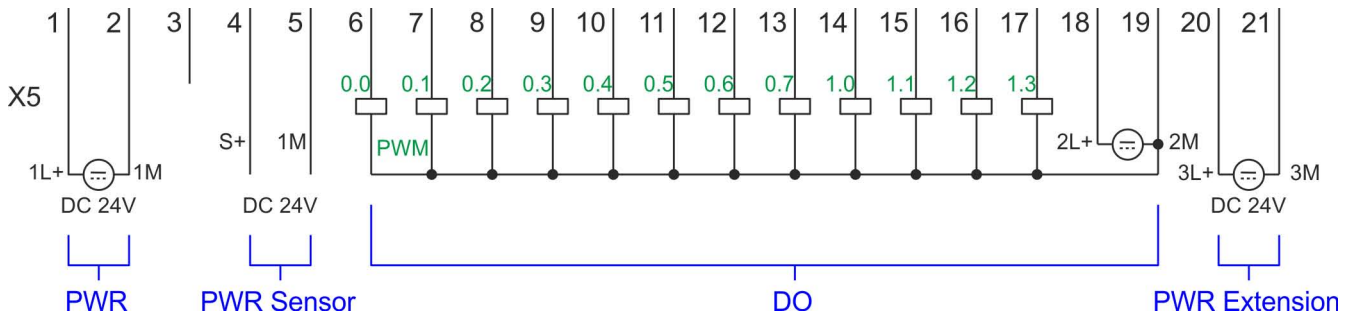 1 2 3 4 5 6 7 8 9 10 11 12 13 14 15 16 17 18 19 20 21
0.0 0.1 0.2 0.3 0.4 0.5 0.6 0.7 1.0 1.1 1.2 1.3
X5
S+ 1M PWM 2L+ 2M
1L+ 1M 3L+ 3M
DC 24V DC 24V DC 24V
PWR PWR Sensor DO PWR Extension